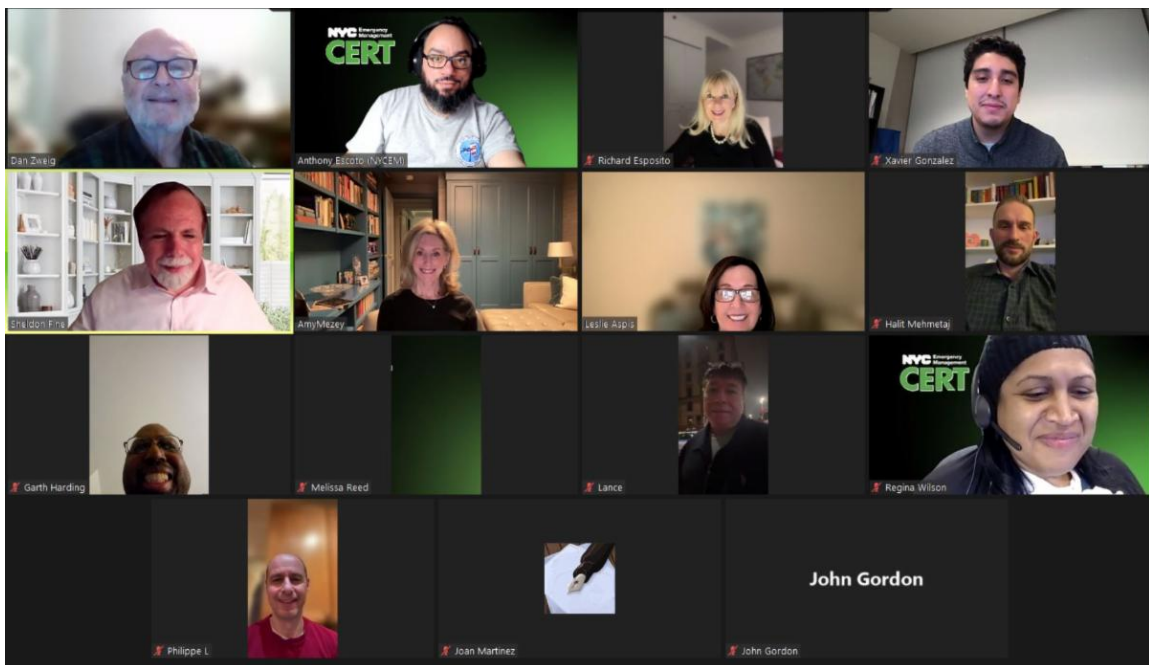 NYC Emergency
Management
CERT
Dan Zweig
Anthony Escoto (NYCEM)
Richard Esposito
Xavier Gonzalez
Sheldon Fine
AmyMezey
Leslie Aspis
Halit Mehmetaj
NYC Emergency
Management
CERT
Garth Harding
Melissa Reed
Lance
Regina Wilson
John Gordon
Philippe L
Joan Martinez
John Gordon